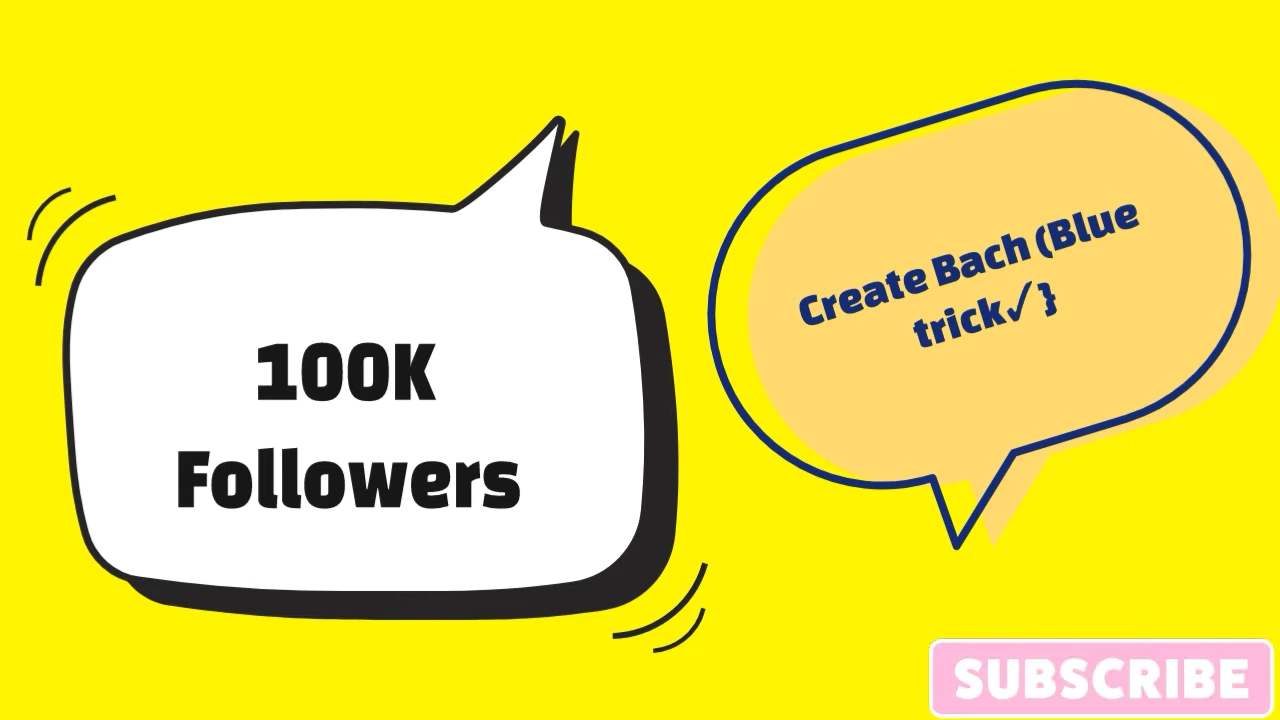 100K
Followers
Create Bach (Blue
trick✓}
SUBSCRIBE